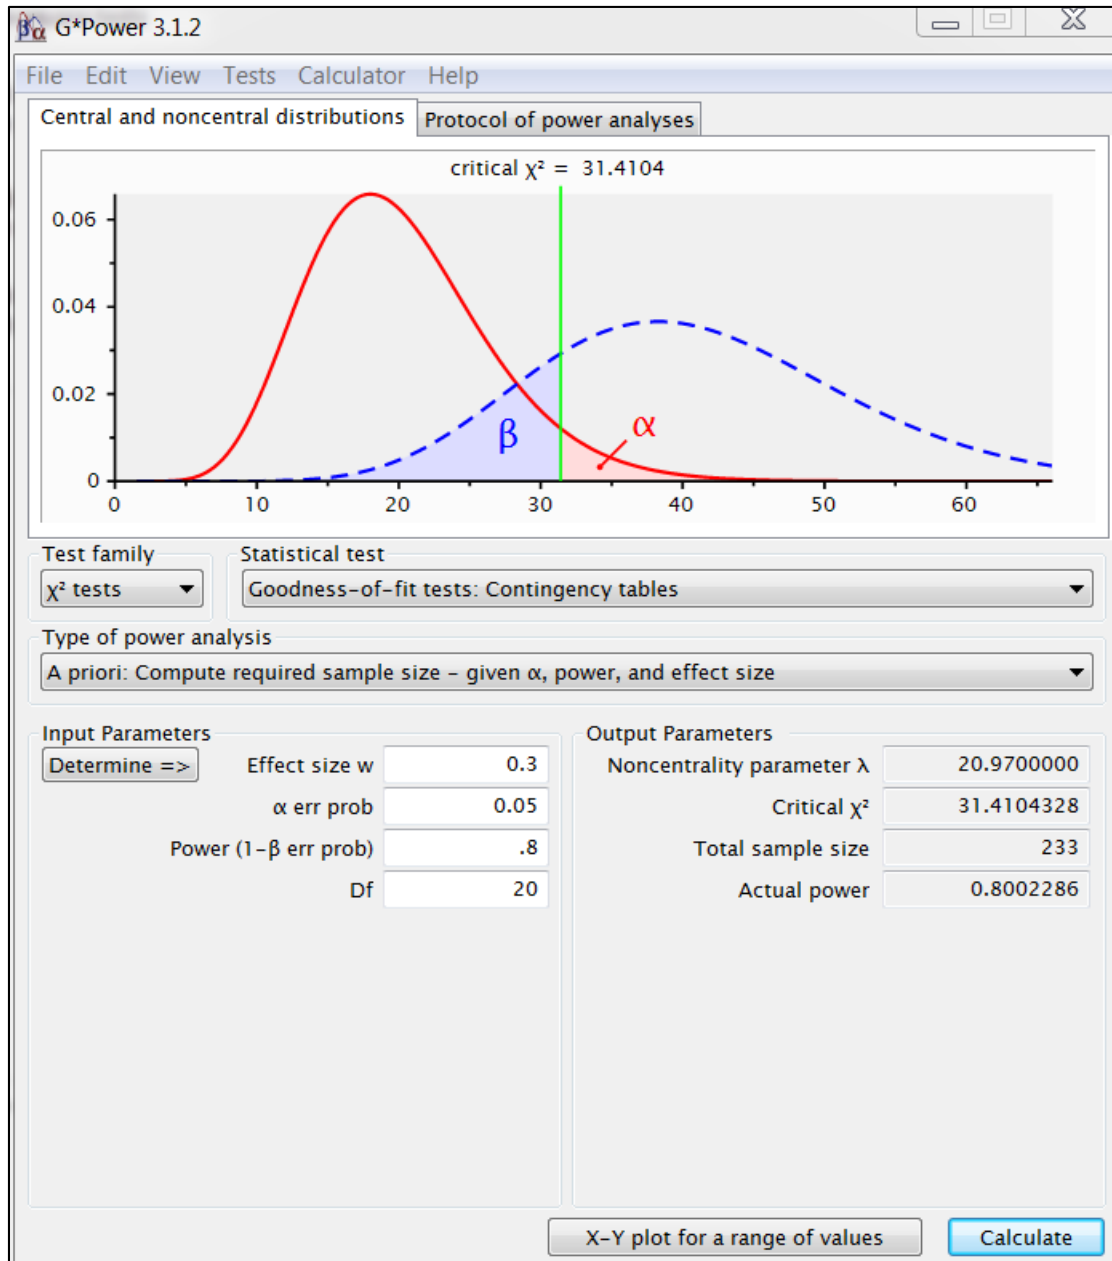 G*Power 3.1.2
File Edit View Tests Calculator Help
Central and noncentral distributions Protocol of power analyses
critical χ² = 31.4104
0.06
0.04
0.02
0
β
α
0 10 20 30 40 50 60
Test family Statistical test
χ² tests Goodness-of-fit tests: Contingency tables
Type of power analysis
A priori: Compute required sample size - given α, power, and effect size
Input Parameters Output Parameters
Determine => Effect size w 0.3 Noncentrality parameter λ 20.9700000
α err prob 0.05 Critical χ² 31.4104328
Power (1-β err prob) .8 Total sample size 233
Df 20 Actual power 0.8002286
X-Y plot for a range of values Calculate